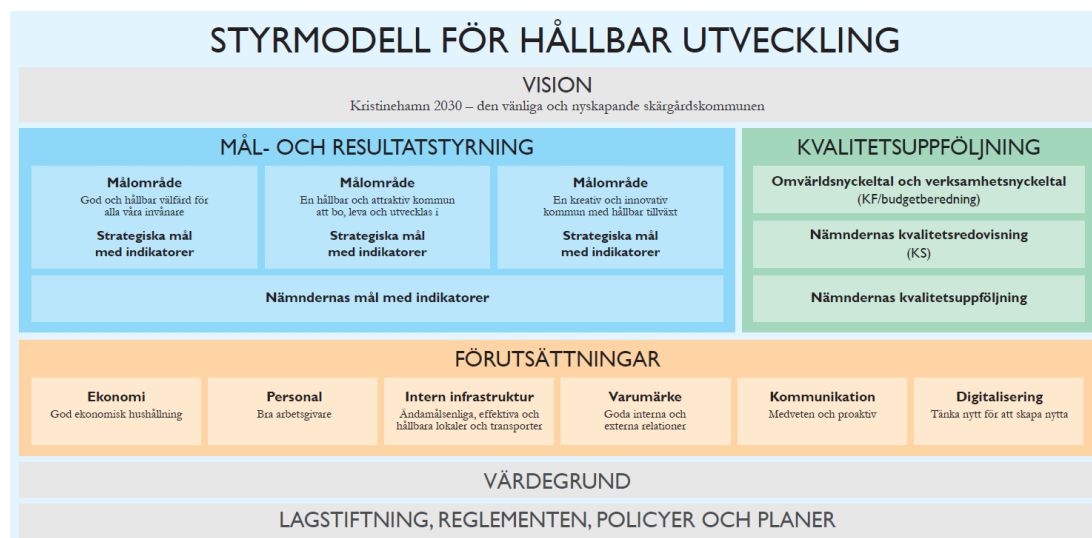 STYRMODELL FÖR HÅLLBAR UTVECKLING
VISION
Kristinehamn 2030 – den vänliga och nyskapande skärgårdskommunen
MÅL- OCH RESULTATSTYRNING
Målområde
God och hållbar välfärd för
alla våra invånare
Strategiska mål
med indikatorer
Målområde
En hållbar och attraktiv kommun
att bo, leva och utvecklas i
Strategiska mål
med indikatorer
Målområde
En kreativ och innovativ
kommun med hållbar tillväxt
Strategiska mål
med indikatorer
Nämndernas mål med indikatorer
KVALITETSUPPFÖLJNING
Omvärldsnyckeltal och verksamhetsnyckeltal
(KF/budgetberedning)
Nämndernas kvalitetsredovisning
(KS)
Nämndernas kvalitetsuppföljning
FÖRUTSÄTTNINGAR
Ekonomi
God ekonomisk hushållning
Personal
Bra arbetsgivare
Intern infrastruktur
Ändamålsenliga, effektiva och
hållbara lokaler och transporter
Varumärke
Goda interna och
externa relationer
Kommunikation
Medveten och proaktiv
Digitalisering
Tänka nytt för att skapa nytta
VÄRDEGRUND
LAGSTIFTNING, REGLEMENTEN, POLICYER OCH PLANER